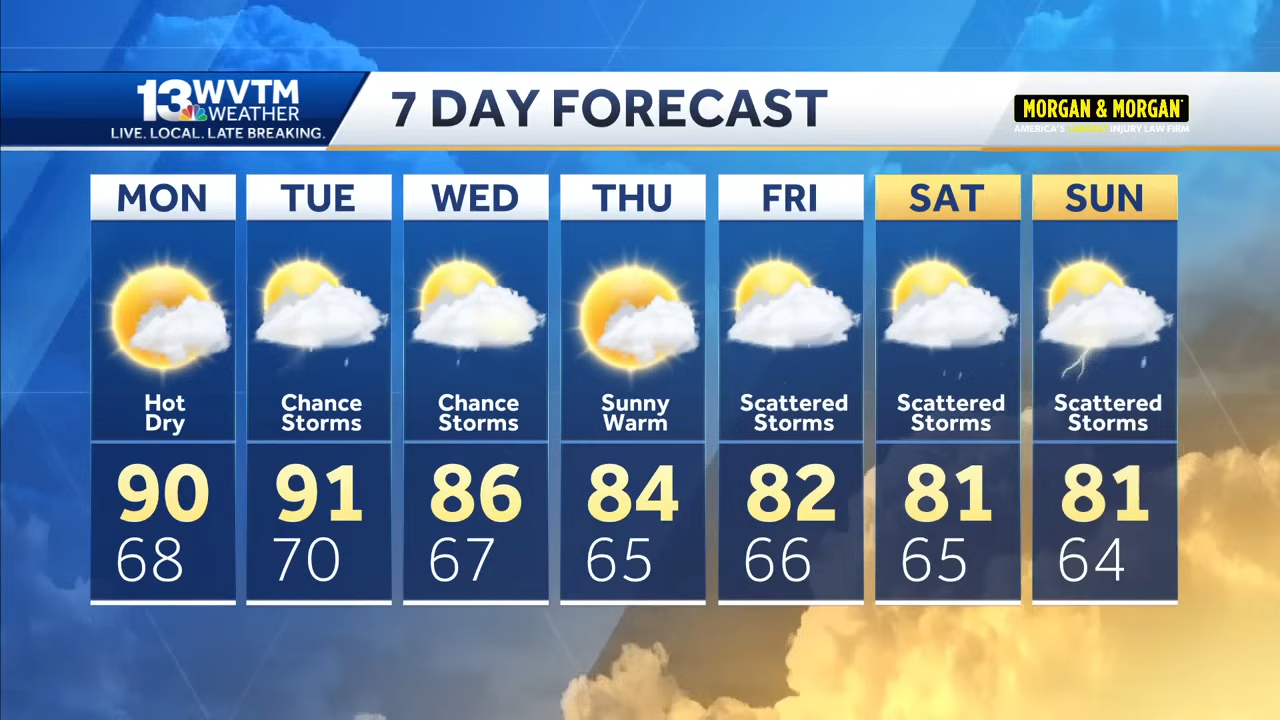 13 WVTM
WEATHER
LIVE. LOCAL. LATE BREAKING.
7 DAY FORECAST
MORGAN & MORGAN
AMERICA'S LARGEST INJURY LAW FIRM
MON
TUE
WED
THU
FRI
SAT
SUN
Hot
Dry
Chance
Storms
Chance
Storms
Sunny
Warm
Scattered
Storms
Scattered
Storms
Scattered
Storms
90
91
86
84
82
81
81
68
70
67
65
66
65
64